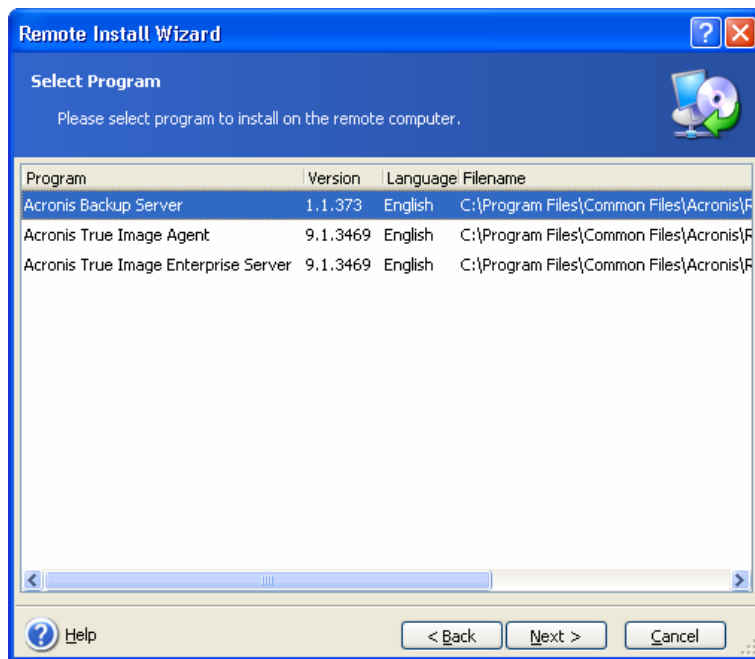 Remote Install Wizard
Select Program
Please select program to install on the remote computer.
Program Version Language Filename
Acronis Backup Server 1.1.373 English C:\Program Files\Common Files\Acronis\R
Acronis True Image Agent 9.1.3469 English C:\Program Files\Common Files\Acronis\R
Acronis True Image Enterprise Server 9.1.3469 English C:\Program Files\Common Files\Acronis\R
Help < Back Next > Cancel